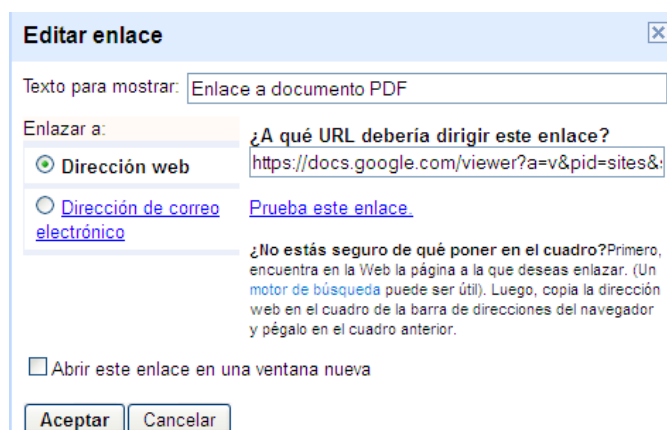 Editar enlace
Texto para mostrar: Enlace a documento PDF
Enlazar a:
¿A qué URL debería dirigir este enlace?
Dirección web
https://docs.google.com/viewer?a=v&pid=sites&
Dirección de correo
electrónico
Prueba este enlace.
¿No estás seguro de qué poner en el cuadro?Primero,
encuentra en la Web la página a la que deseas enlazar. (Un
motor de búsqueda puede ser útil). Luego, copia la dirección
web en el cuadro de la barra de direcciones del navegador
y pégalo en el cuadro anterior.
Abrir este enlace en una ventana nueva
Aceptar Cancelar